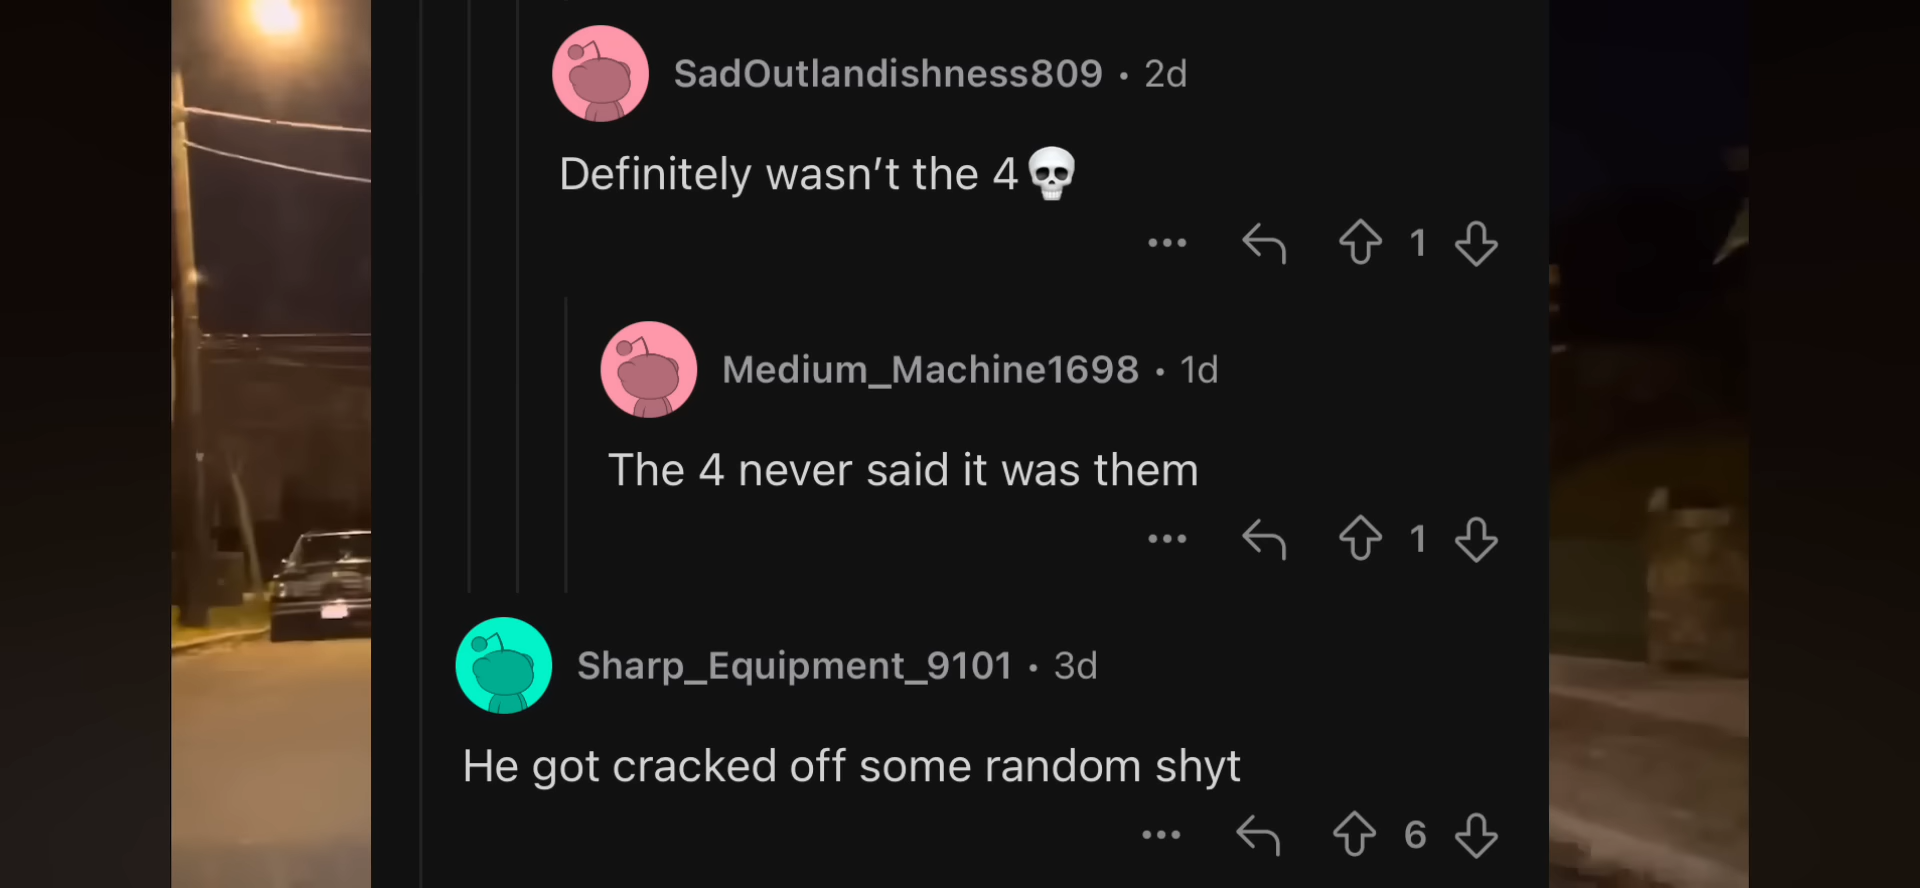 SadOutlandishness809 • 2d
Definitely wasn’t the 4💀
1
Medium_Machine1698 • 1d
The 4 never said it was them
1
Sharp_Equipment_9101 • 3d
He got cracked off some random shyt
6